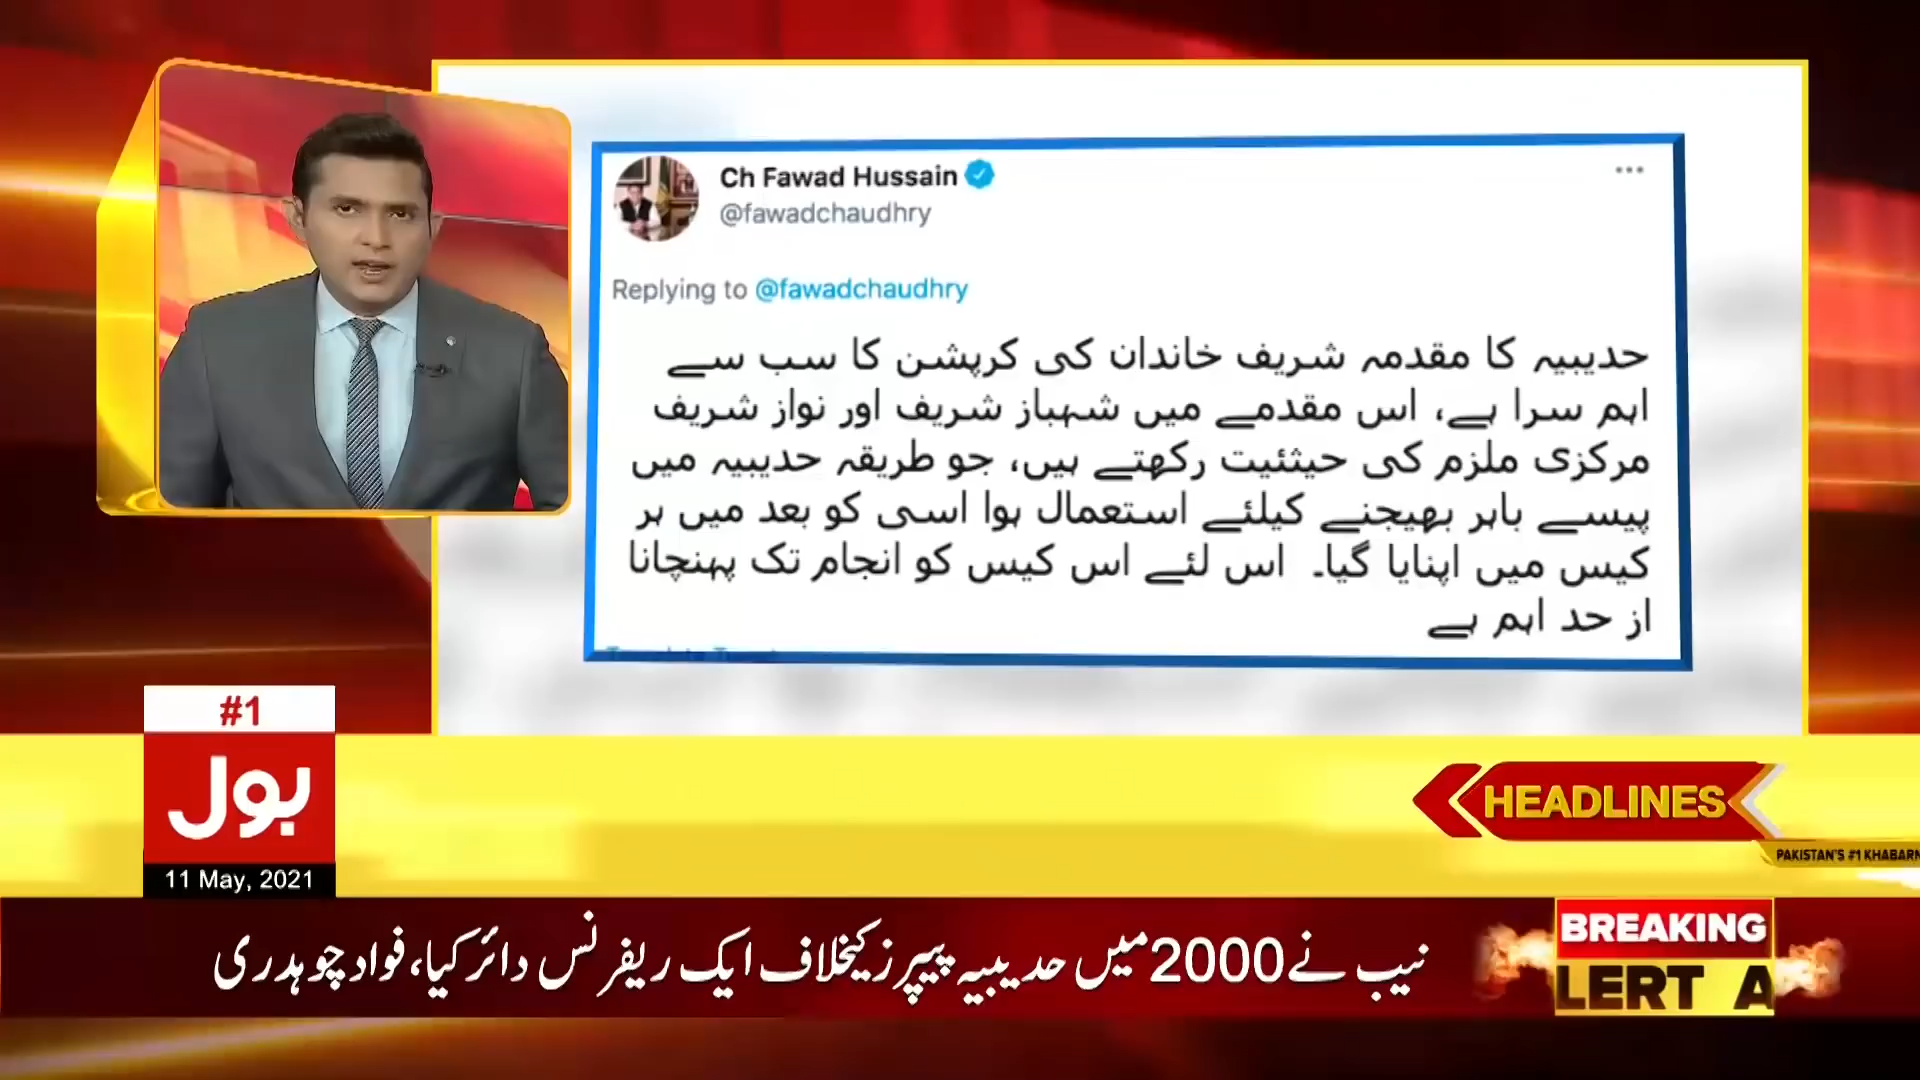 Ch Fawad Hussain
@fawadchaudhry
Replying to @fawadchaudhry
حدیبیہ کا مقدمہ شریف خاندان کی کرپشن کا سب سے
اہم سرا ہے، اس مقدمے میں شہباز شریف اور نواز شریف
مرکزی ملزم کی حیثئیت رکھتے ہیں، جو طریقہ حدیبیہ میں
پیسے باہر بھیجنے کیلئے استعمال ہوا اسی کو بعد میں ہر
کیس میں اپنایا گیا۔ اس لئے اس کیس کو انجام تک پہنچانا
از حد اہم ہے
#1
بول
11 May, 2021
HEADLINES
PAKISTAN'S #1 KHABARN
نیب نے 2000 میں حدیبیہ پیپرز کیخلاف ایک ریفرنس دائر کیا، فواد چوہدری
BREAKING
LERT A